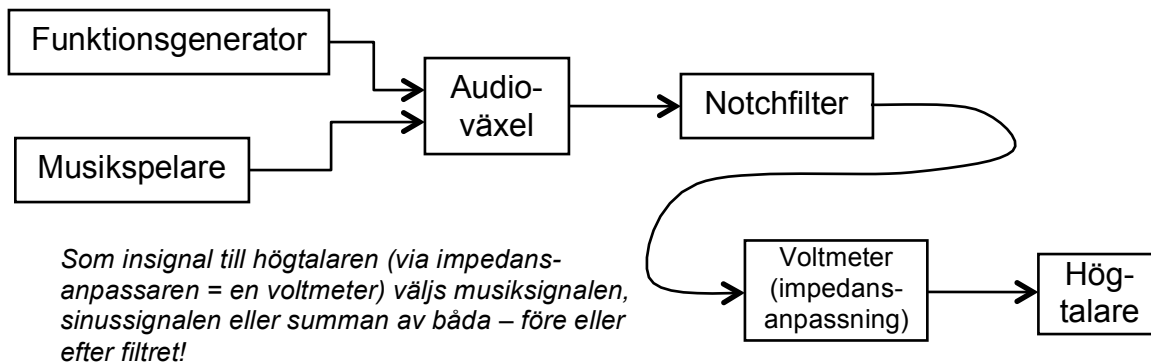 Funktionsgenerator
Musikspelare
Audio-
växel
Notchfilter
Som insignal till högtalaren (via impedans-
anpassaren = en voltmeter) väljs musiksignalen,
sinussignalen eller summan av båda – före eller
efter filtret!
Voltmeter
(impedans-
anpassning)
Hög-
talare